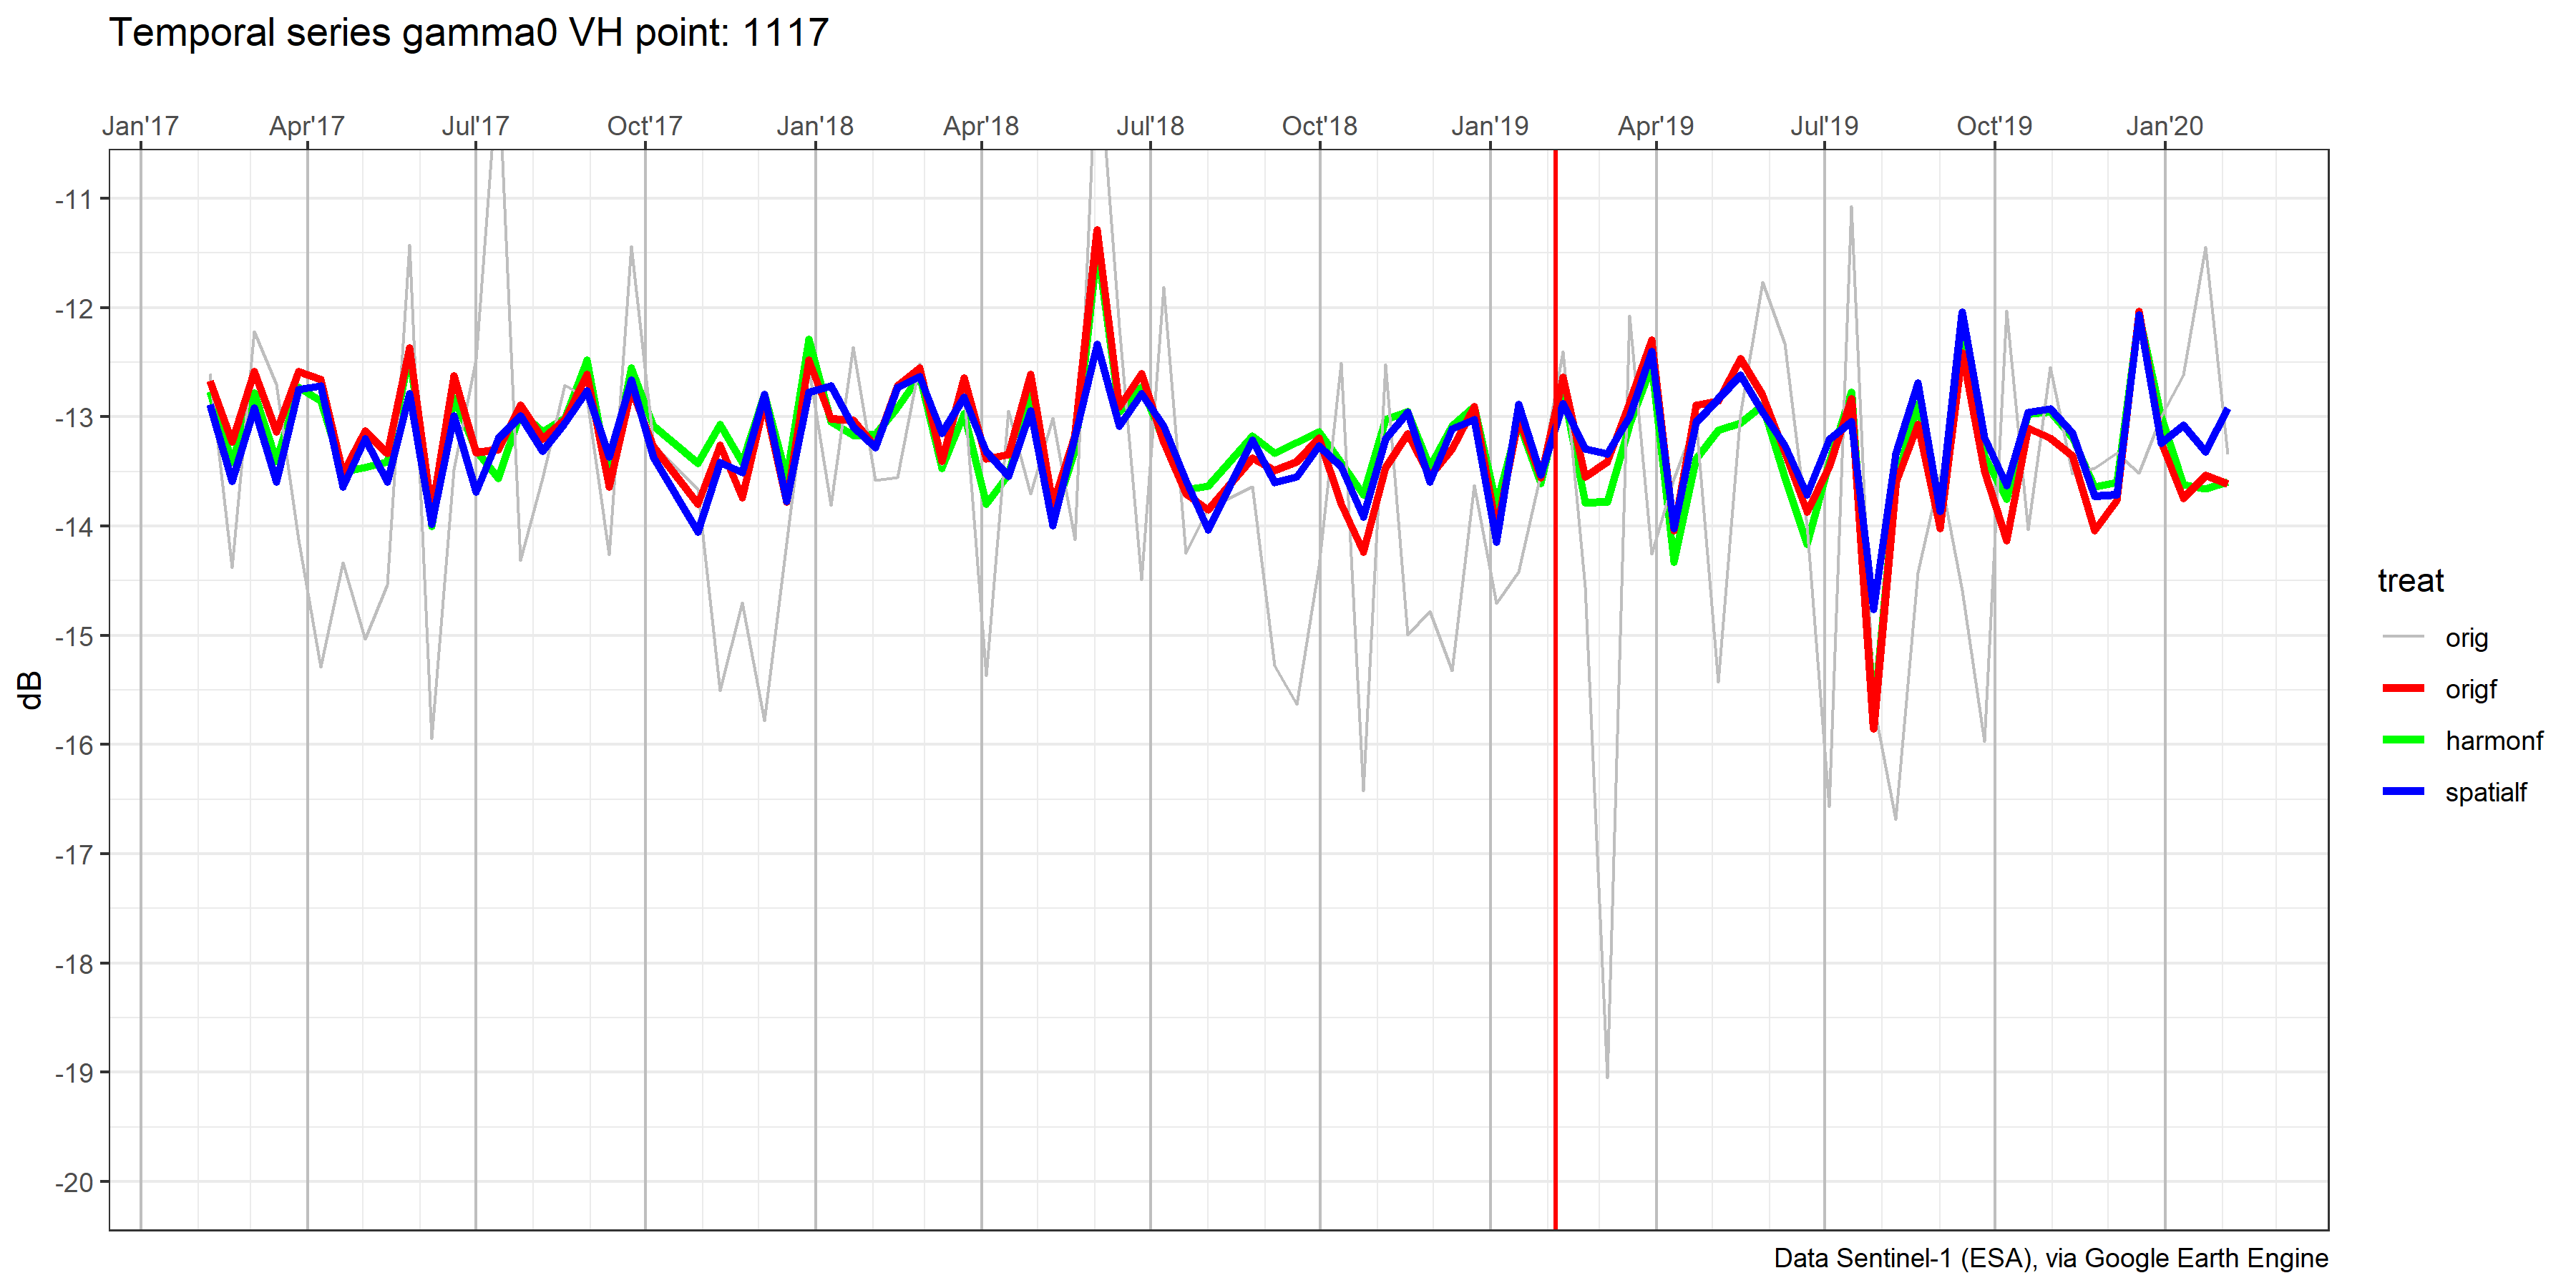 Temporal series gamma0 VH point: 1117
Jan'17 Apr'17 Jul'17 Oct'17 Jan'18 Apr'18 Jul'18 Oct'18 Jan'19 Apr'19 Jul'19 Oct'19 Jan'20
-11
-12
-13
-14
-15
-16
-17
-18
-19
-20
dB
treat
orig
origf
harmonf
spatialf
Data Sentinel-1 (ESA), via Google Earth Engine